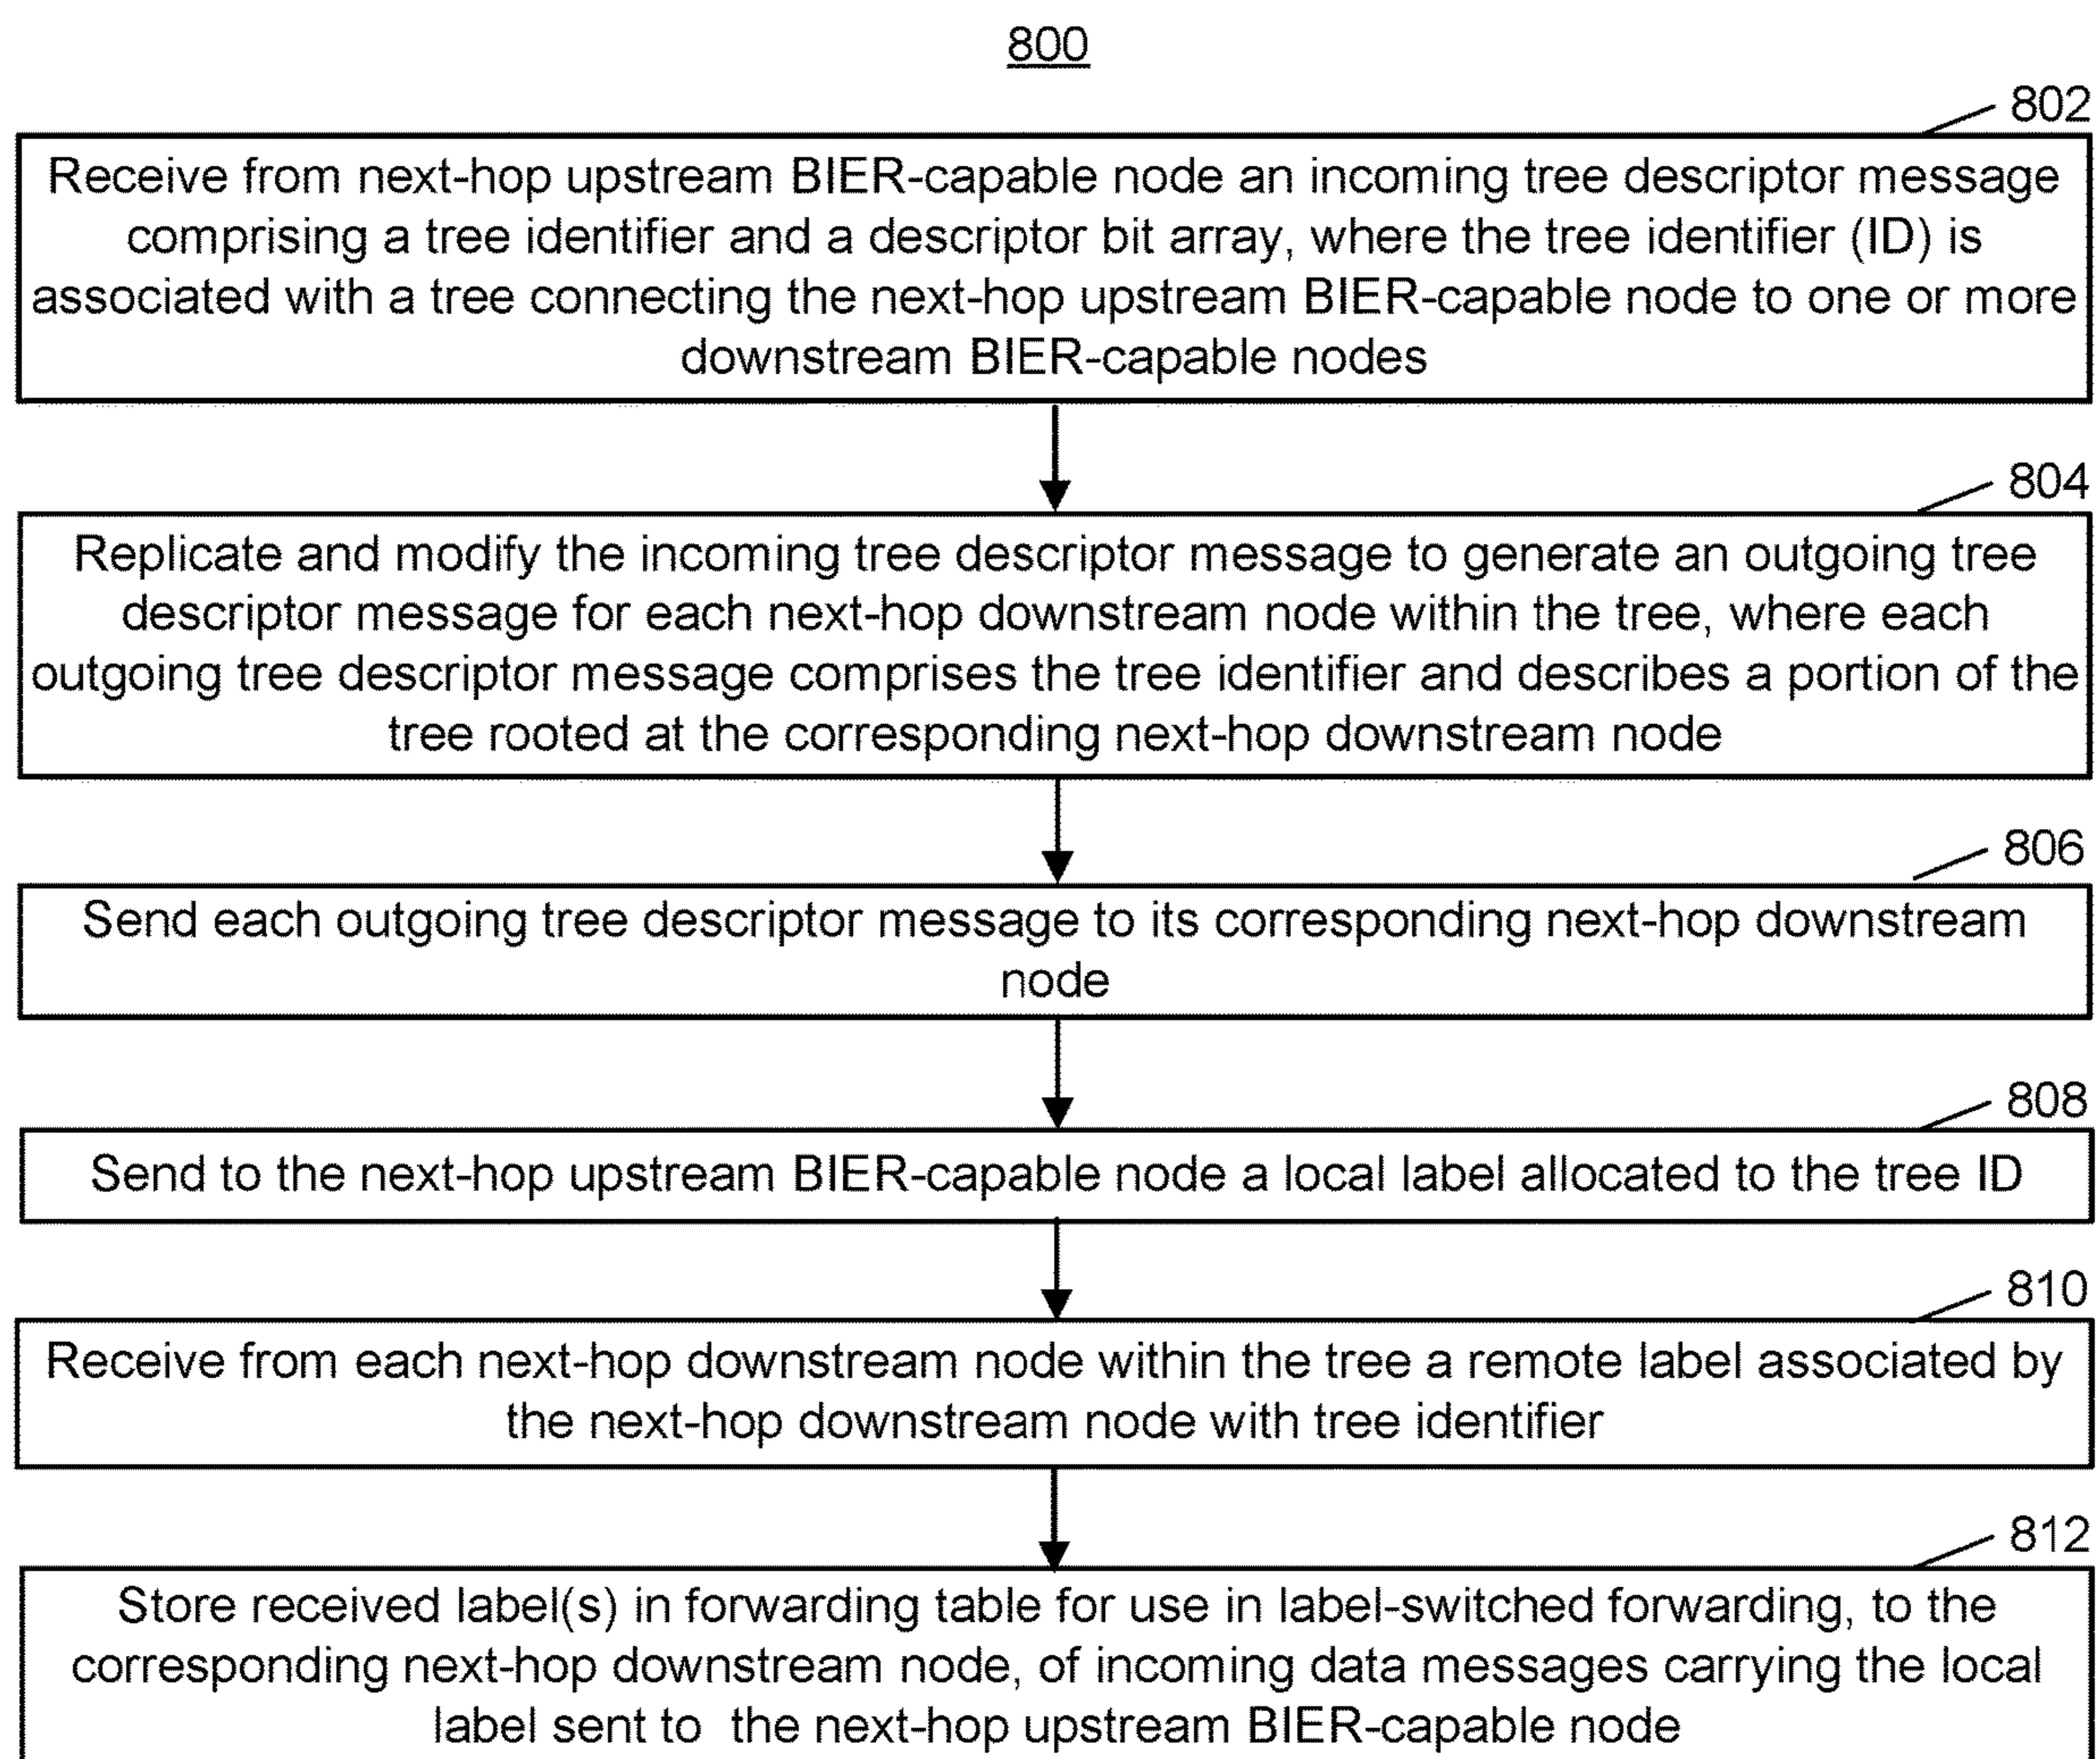 800
802
Receive from next-hop upstream BIER-capable node an incoming tree descriptor message
comprising a tree identifier and a descriptor bit array, where the tree identifier (ID) is
associated with a tree connecting the next-hop upstream BIER-capable node to one or more
downstream BIER-capable nodes
804
Replicate and modify the incoming tree descriptor message to generate an outgoing tree
descriptor message for each next-hop downstream node within the tree, where each
outgoing tree descriptor message comprises the tree identifier and describes a portion of the
tree rooted at the corresponding next-hop downstream node
806
Send each outgoing tree descriptor message to its corresponding next-hop downstream
node
808
Send to the next-hop upstream BIER-capable node a local label allocated to the tree ID
810
Receive from each next-hop downstream node within the tree a remote label associated by
the next-hop downstream node with tree identifier
812
Store received label(s) in forwarding table for use in label-switched forwarding, to the
corresponding next-hop downstream node, of incoming data messages carrying the local
label sent to the next-hop upstream BIER-capable node